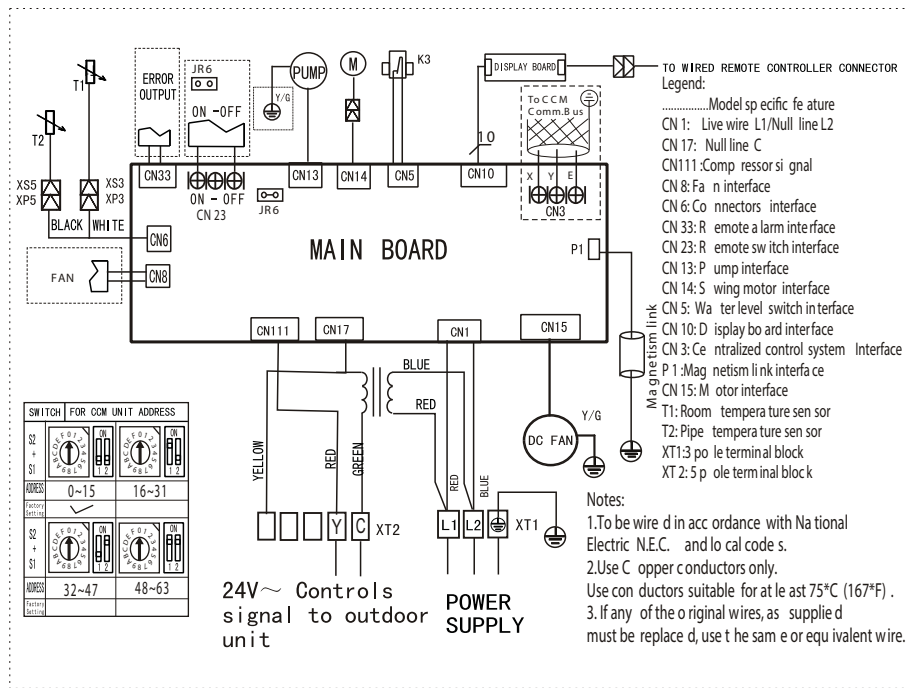 ERROR
OUTPUT
JR6
ON -OFF
Y/G
PUMP
M
K3
DISPLAY BOARD
TO WIRED REMOTE CONTROLLER CONNECTOR
To CCM
Comm.Bus
10
T1
T2
XS5
XP5
XS3
XP3
BLACK
WHITE
CN33
ON - OFF
CN 23
JR6
CN13
CN14
CN5
CN10
X Y E
CN3
CN6
CN8
FAN
MAIN BOARD
P1
Magnetism link
CN111
CN17
CN1
CN15
BLUE
RED
YELLOW
RED
GREEN
RED
BLUE
DC FAN
Y/G
Y
C
XT2
L1
L2
XT1
24V~ Controls
signal to outdoor
unit
POWER
SUPPLY
SWITCH FOR CCM UNIT ADDRESS
S2
+
S1
ON
1 2
ON
1 2
ADDRESS 0~15 16~31
Factory
Setting
S2
+
S1
ON
1 2
ON
1 2
ADDRESS 32~47 48~63
Factory
Setting
Legend:
..............Model sp ecific fe ature
CN 1: Live wire L1/Null line L2
CN 17: Null line C
CN111 :Comp ressor si gnal
CN 8: Fa n interface
CN 6: Co nnectors interface
CN 33: R emote a larm interface
CN 23: R emote sw itch interface
CN 13: P ump interface
CN 14: S wing motor interface
CN 5: Wa ter level switch in terface
CN 10: D isplay bo ard inter face
CN 3: Ce ntralized control system Interface
P 1 :Mag netism li nk interfa ce
CN 15: M otor interface
T1: Room tempera ture sen sor
T2: Pipe tempera ture sen sor
XT1:3 po le terminal block
XT 2: 5 p ole term inal bloc k
Notes:
1.To be wire d in acc ordance with Na tional
Electric N.E.C. and lo cal code s.
2.Use C opper c onductors only.
Use con ductors suitable for at le ast 75*C (167*F) .
3. If any of the o riginal wires, as supplie d
must be replace d, use t he sam e or equ ivalent wire.